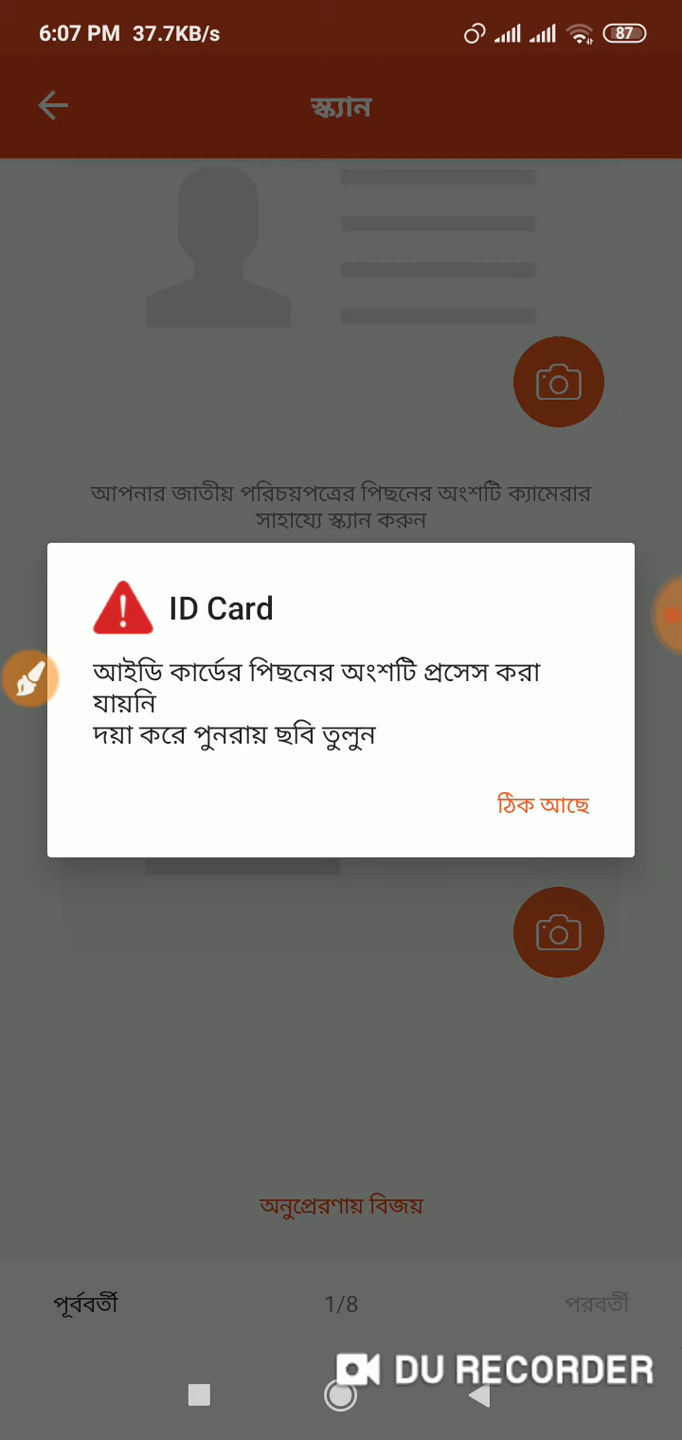 6:07 PM 37.7KB/s
87
স্ক্যান
আপনার জাতীয় পরিচয়পত্রের পিছনের অংশটি ক্যামেরার
সাহায্যে স্ক্যান করুন
ID Card
আইডি কার্ডের পিছনের অংশটি প্রসেস করা
যায়নি
দয়া করে পুনরায় ছবি তুলুন
ঠিক আছে
অনুপ্রেরণায় বিজয়
পূর্ববর্তী 1/8 পরবর্তী
DU RECORDER